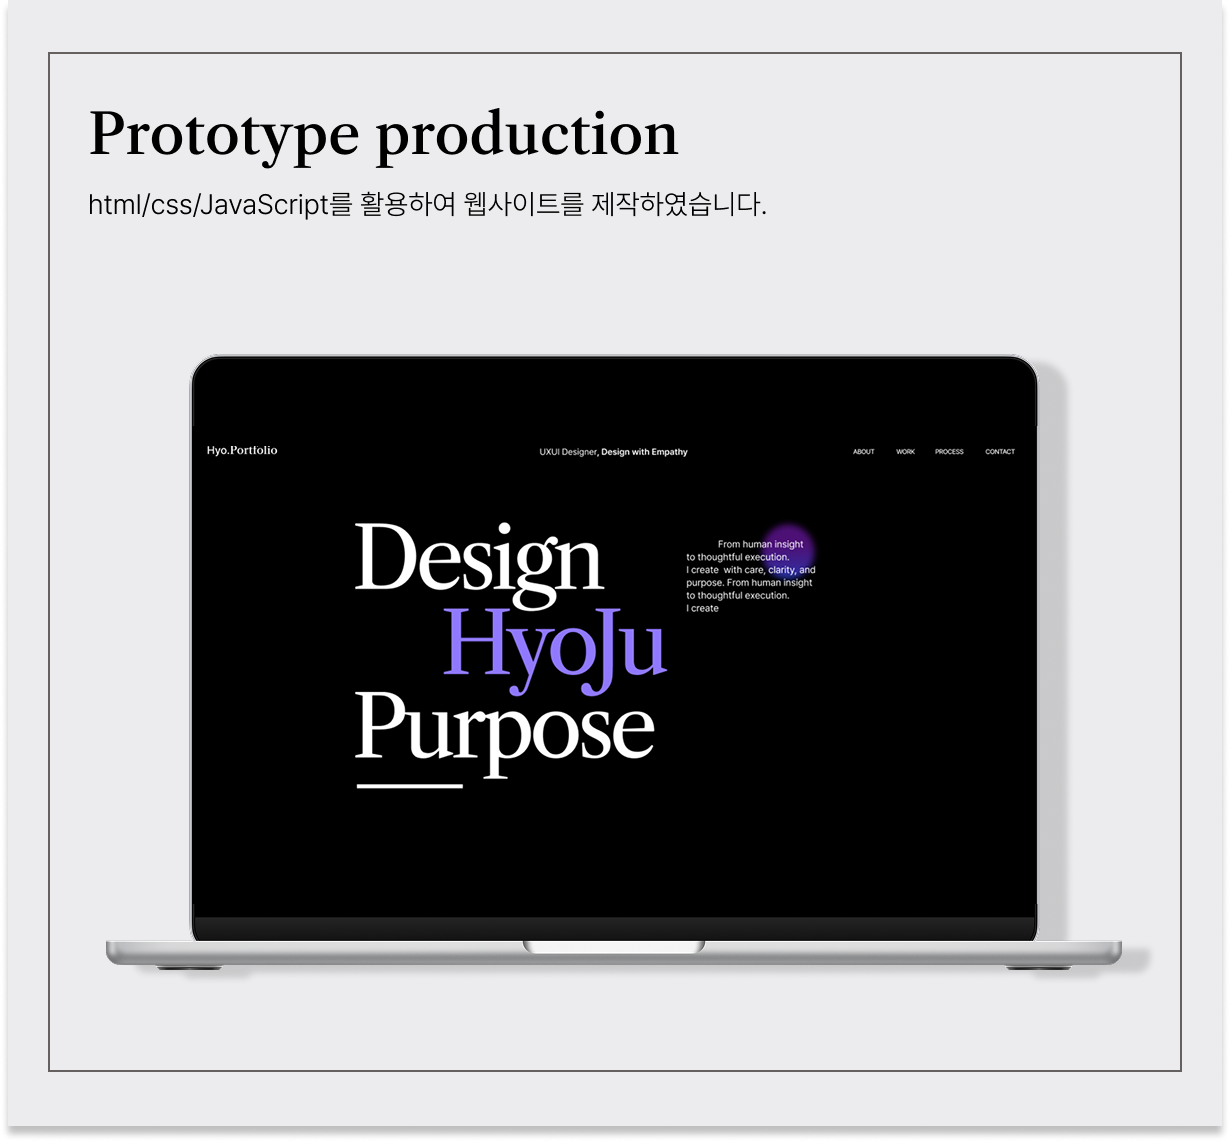 Prototype production
html/css/JavaScript를 활용하여 웹사이트를 제작하였습니다.
Hyo.Portfolio
UXUI Designer, Design with Empathy
ABOUT WORK PROCESS CONTACT
Design
HyoJu
Purpose
From human insight
to thoughtful execution.
I create with care, clarity, and
purpose. From human insight
to thoughtful execution.
I create